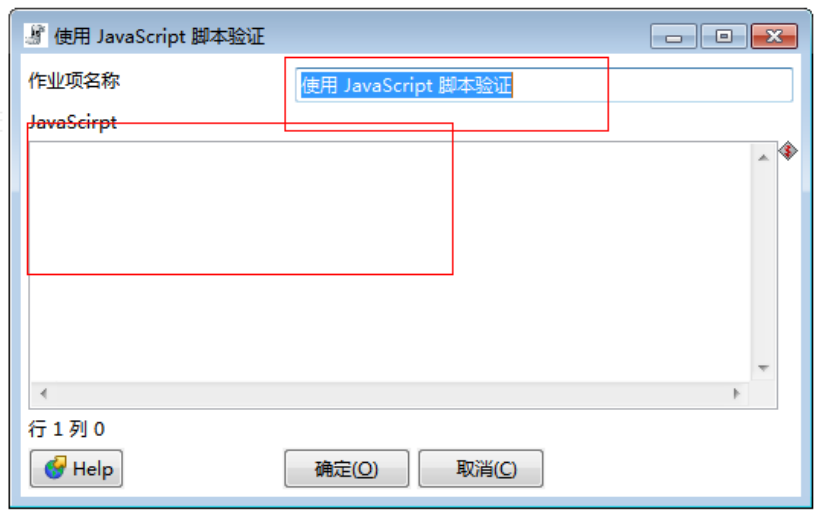 使用 JavaScript 脚本验证
作业项名称
使用 JavaScript 脚本验证
JavaScirpt
行 1 列 0
Help
确定(O)
取消(C)